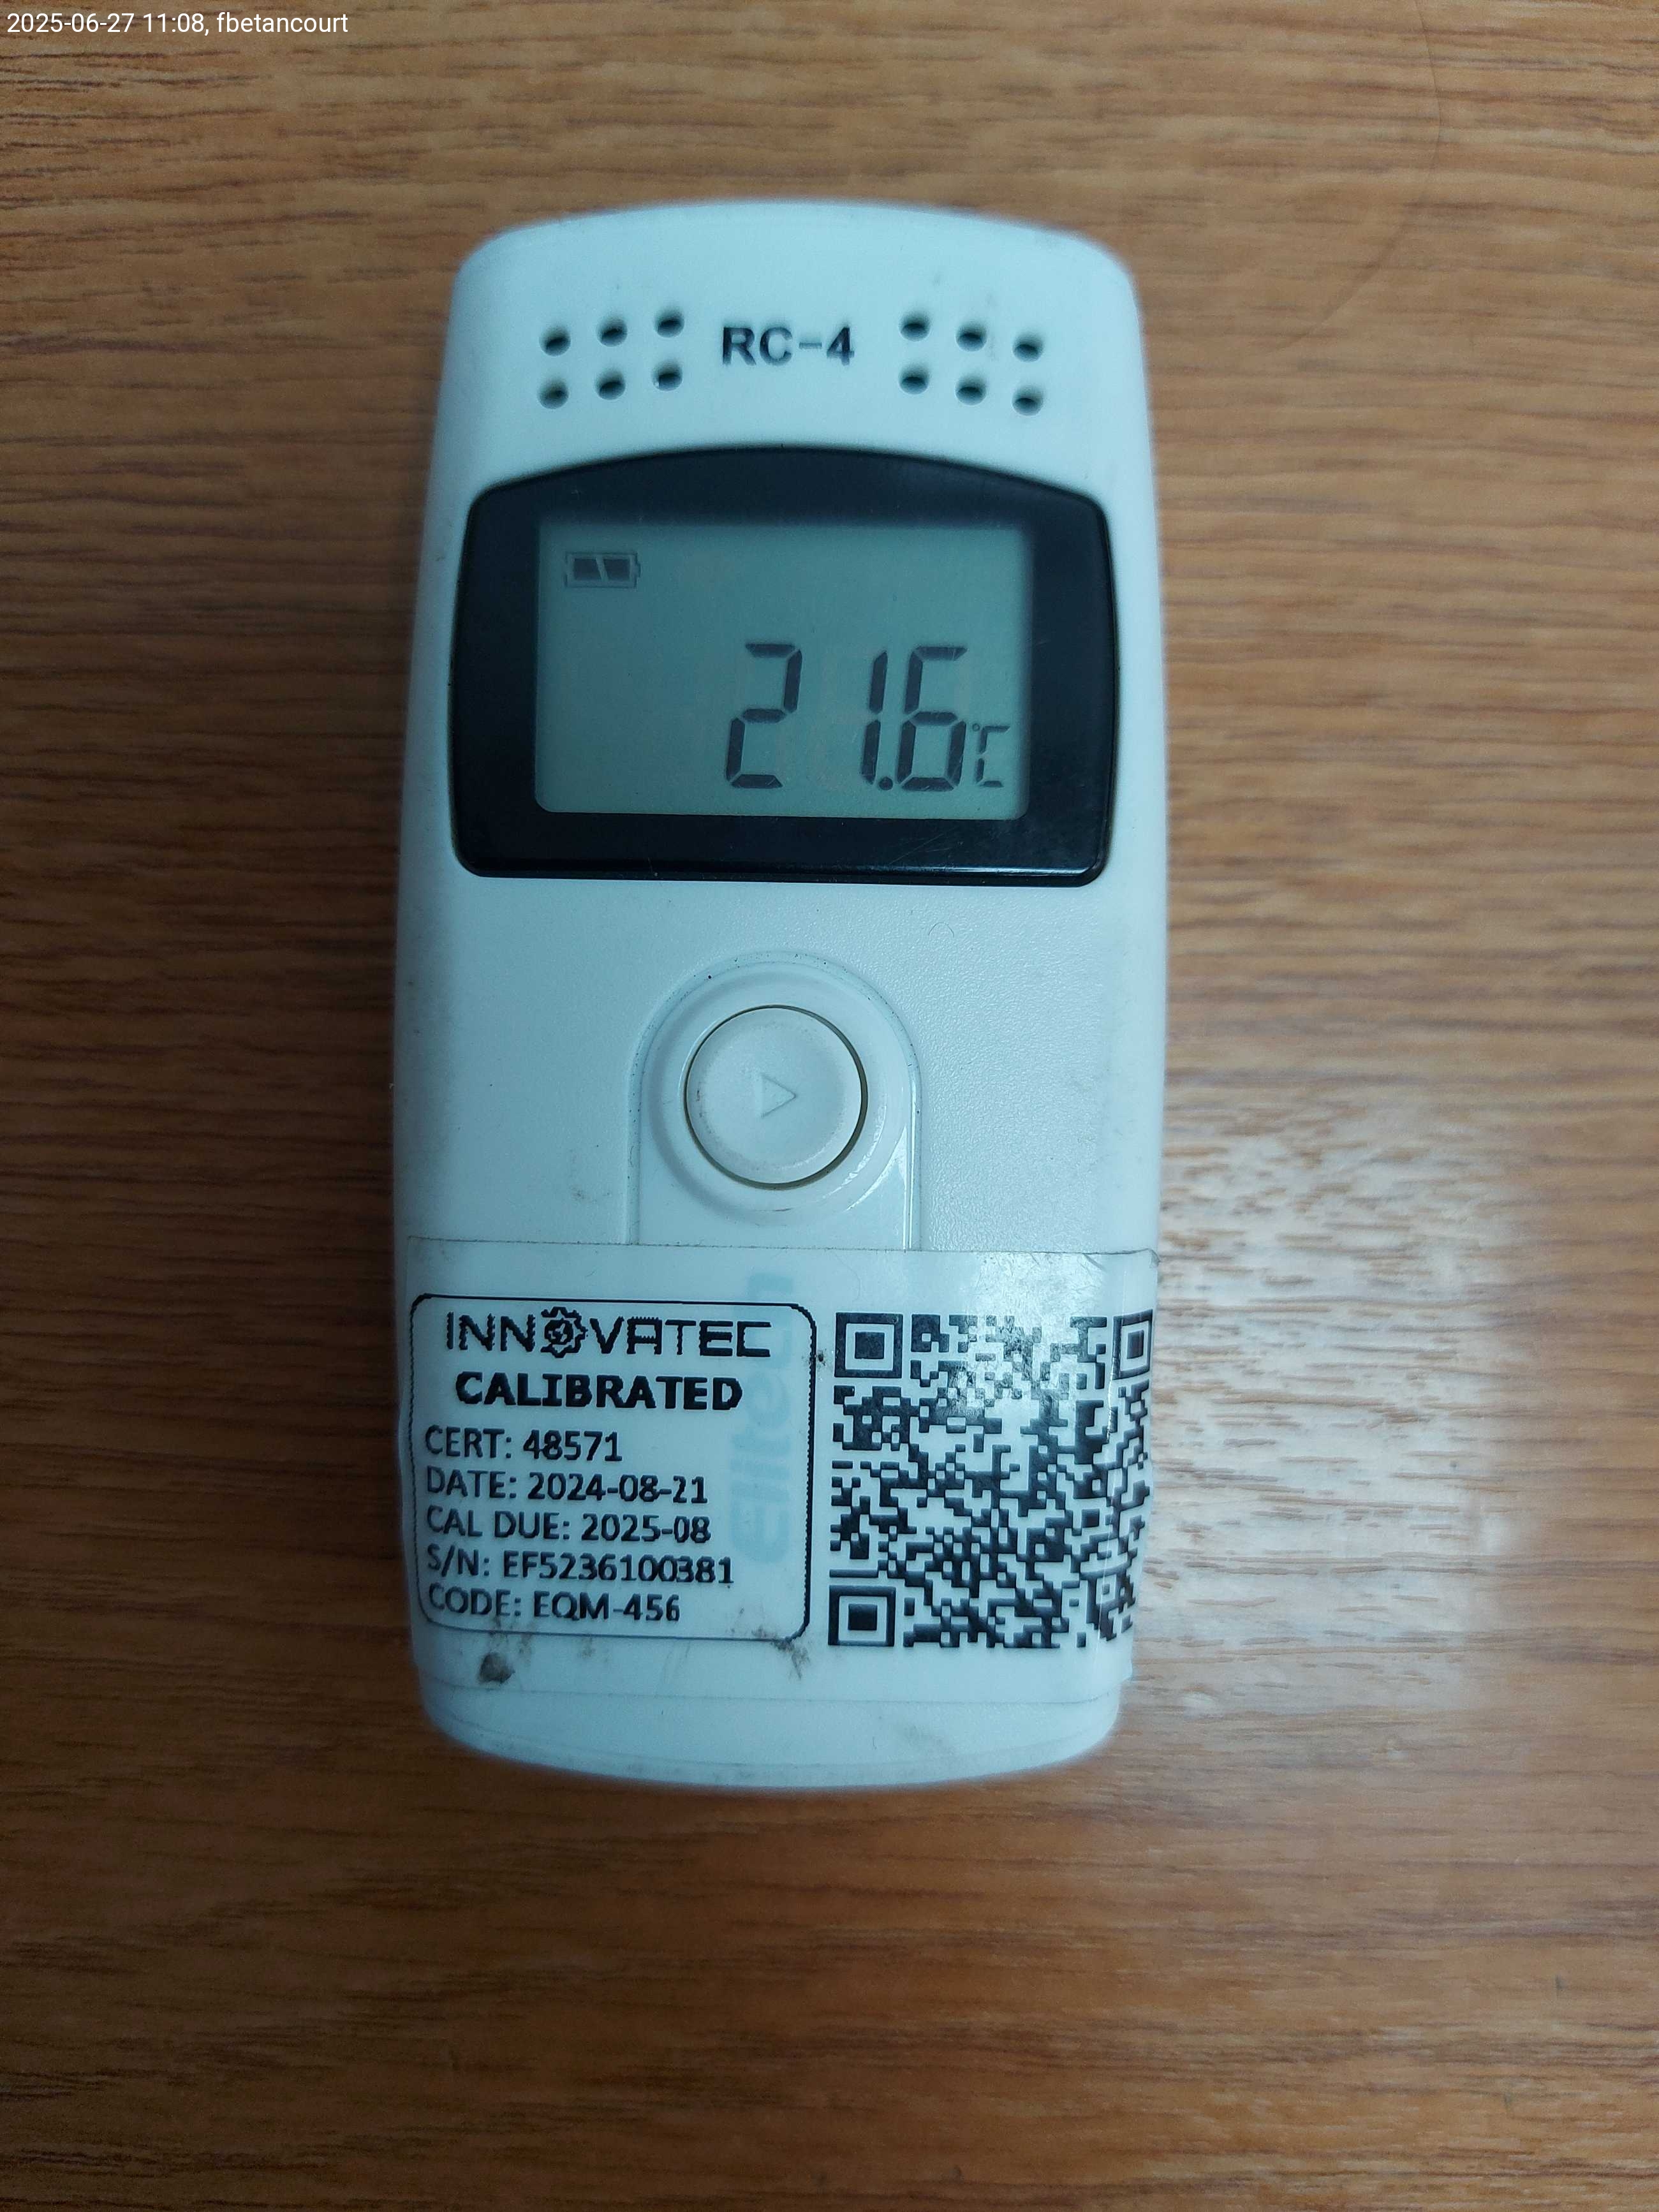 2025-06-27 11:08, fbetancourt
RC-4
21.6℃
INNOVATEC
CALIBRATED
CERT: 48571
DATE: 2024-08-21
CAL DUE: 2025-08
S/N: EF5236100381
CODE: EQM-456
Elitech